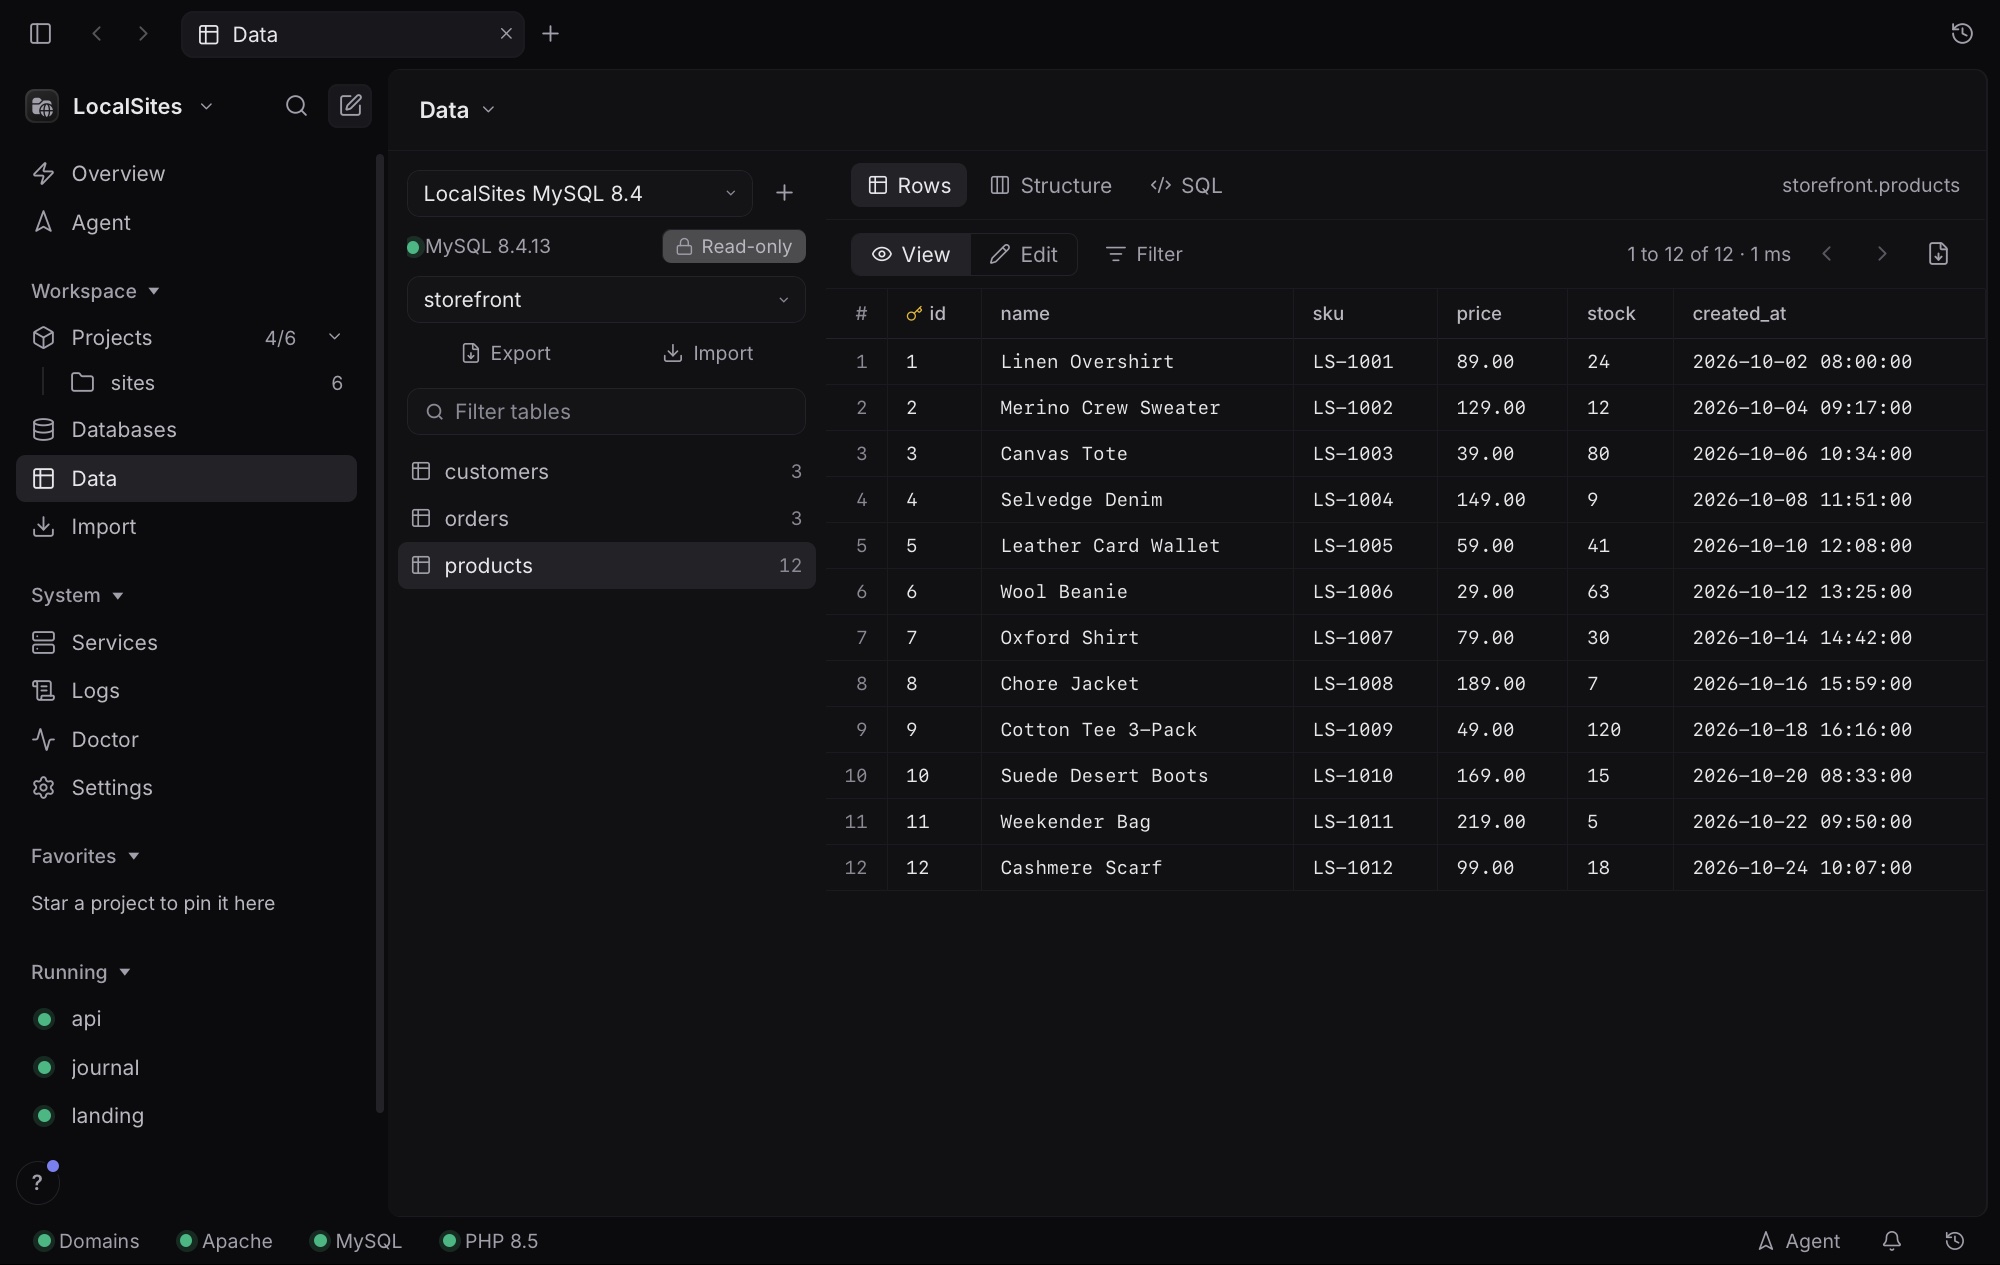 Data
LocalSites
Overview
Agent
Workspace
Projects 4/6
sites 6
Databases
Data
Import
System
Services
Logs
Doctor
Settings
Favorites
Star a project to pin it here
Running
api
journal
landing
?
Data
LocalSites MySQL 8.4
MySQL 8.4.13 Read-only
storefront
Export Import
Filter tables
customers 3
orders 3
products 12
Rows Structure SQL storefront.products
View Edit Filter 1 to 12 of 12 · 1 ms
# id name sku price stock created_at
1 1 Linen Overshirt LS-1001 89.00 24 2026-10-02 08:00:00
2 2 Merino Crew Sweater LS-1002 129.00 12 2026-10-04 09:17:00
3 3 Canvas Tote LS-1003 39.00 80 2026-10-06 10:34:00
4 4 Selvedge Denim LS-1004 149.00 9 2026-10-08 11:51:00
5 5 Leather Card Wallet LS-1005 59.00 41 2026-10-10 12:08:00
6 6 Wool Beanie LS-1006 29.00 63 2026-10-12 13:25:00
7 7 Oxford Shirt LS-1007 79.00 30 2026-10-14 14:42:00
8 8 Chore Jacket LS-1008 189.00 7 2026-10-16 15:59:00
9 9 Cotton Tee 3-Pack LS-1009 49.00 120 2026-10-18 16:16:00
10 10 Suede Desert Boots LS-1010 169.00 15 2026-10-20 08:33:00
11 11 Weekender Bag LS-1011 219.00 5 2026-10-22 09:50:00
12 12 Cashmere Scarf LS-1012 99.00 18 2026-10-24 10:07:00
Domains Apache MySQL PHP 8.5 Agent